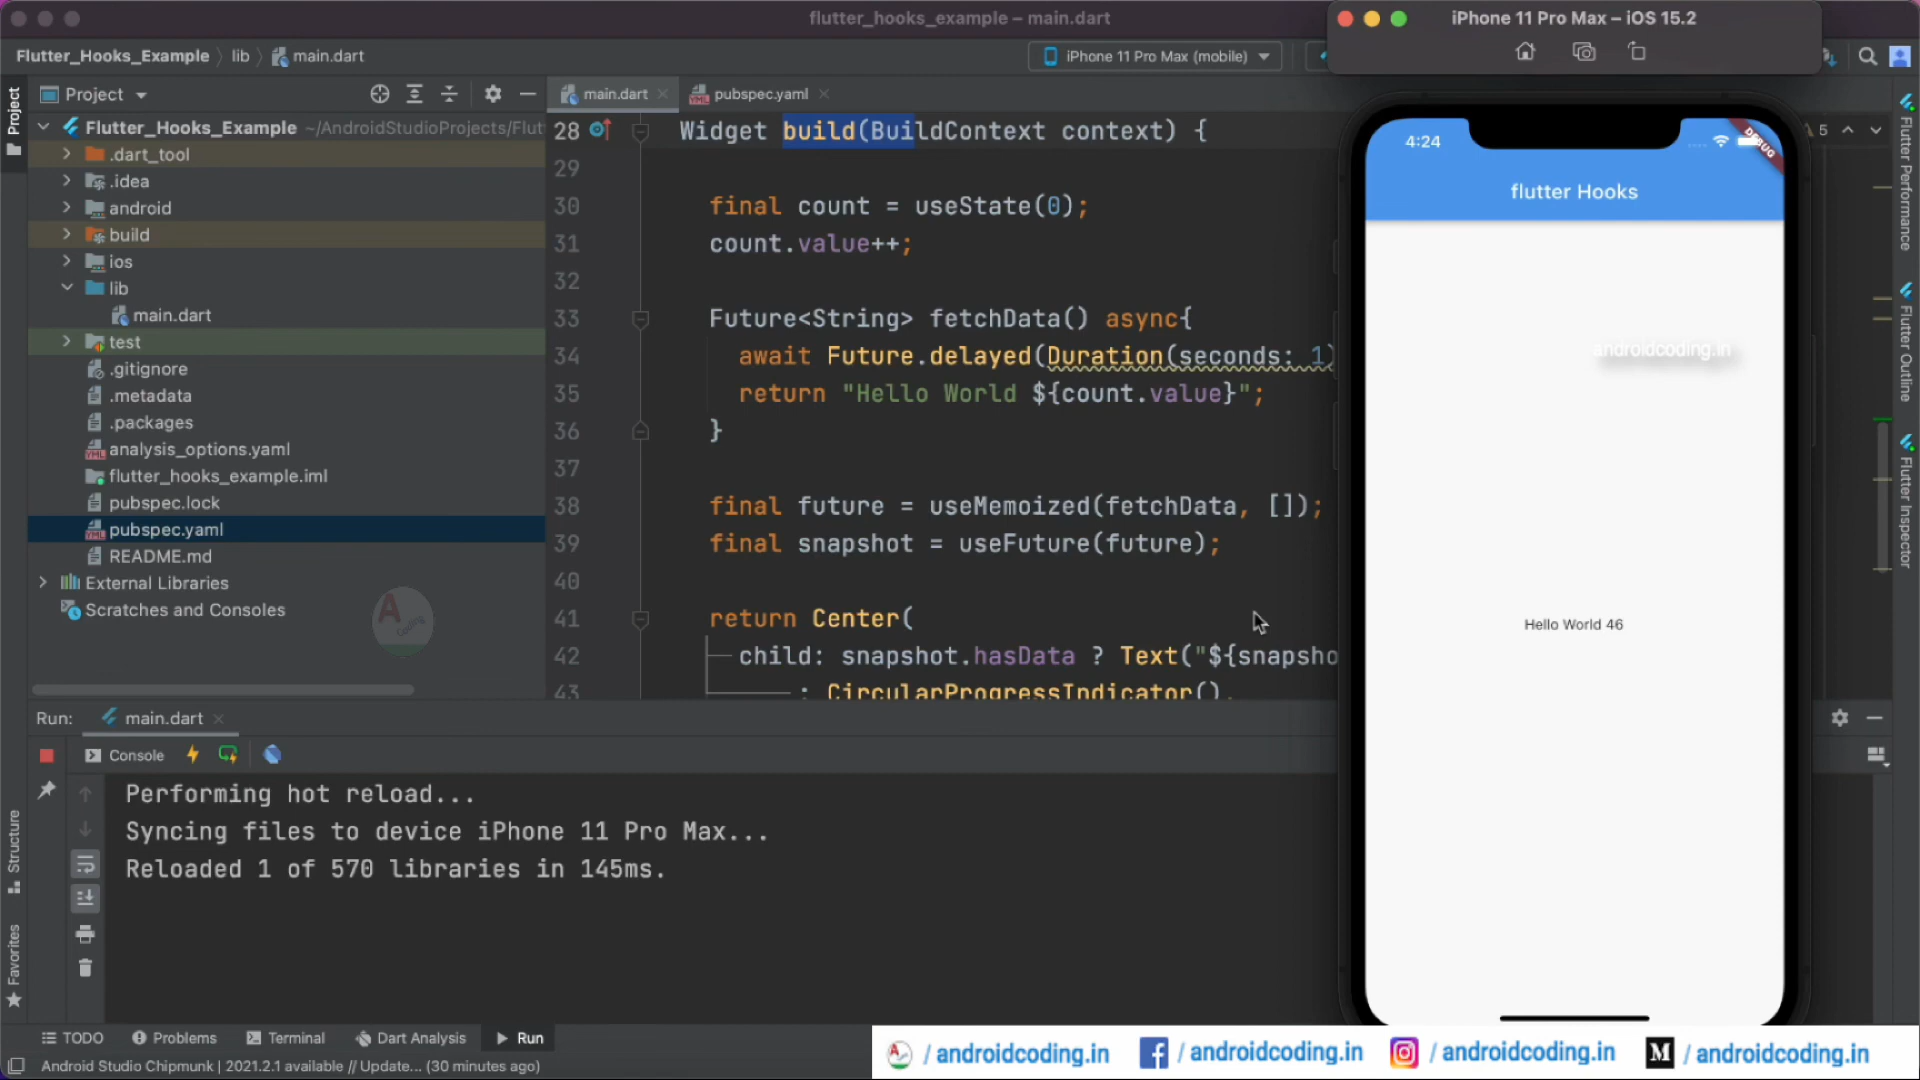 flutter_hooks_example – main.dart
iPhone 11 Pro Max – iOS 15.2
Flutter_Hooks_Example
lib
main.dart
iPhone 11 Pro Max (mobile)
Project
Project
main.dart
pubspec.yaml
Flutter_Hooks_Example ~/AndroidStudioProjects/Flut
.dart_tool
.idea
android
build
ios
lib
main.dart
test
.gitignore
.metadata
.packages
analysis_options.yaml
flutter_hooks_example.iml
pubspec.lock
pubspec.yaml
README.md
External Libraries
Scratches and Consoles
A
Coding
28 Widget build(BuildContext context) {
29
30 final count = useState(0);
31 count.value++;
32
33 Future<String> fetchData() async{
34 await Future.delayed(Duration(seconds: 1)
35 return "Hello World ${count.value}";
36 }
37
38 final future = useMemoized(fetchData, []);
39 final snapshot = useFuture(future);
40
41 return Center(
42 child: snapshot.hasData ? Text("${snapsho
43 : CircularProgressIndicator(),
4:24
DEBUG
flutter Hooks
androidcoding.in
Hello World 46
5
Flutter Performance
Flutter Outline
Flutter Inspector
Run:
main.dart
Console
Performing hot reload...
Syncing files to device iPhone 11 Pro Max...
Reloaded 1 of 570 libraries in 145ms.
Structure
Favorites
TODO
Problems
Terminal
Dart Analysis
Run
Android Studio Chipmunk | 2021.2.1 available // Update... (30 minutes ago)
/ androidcoding.in
/ androidcoding.in
/ androidcoding.in
M / androidcoding.in